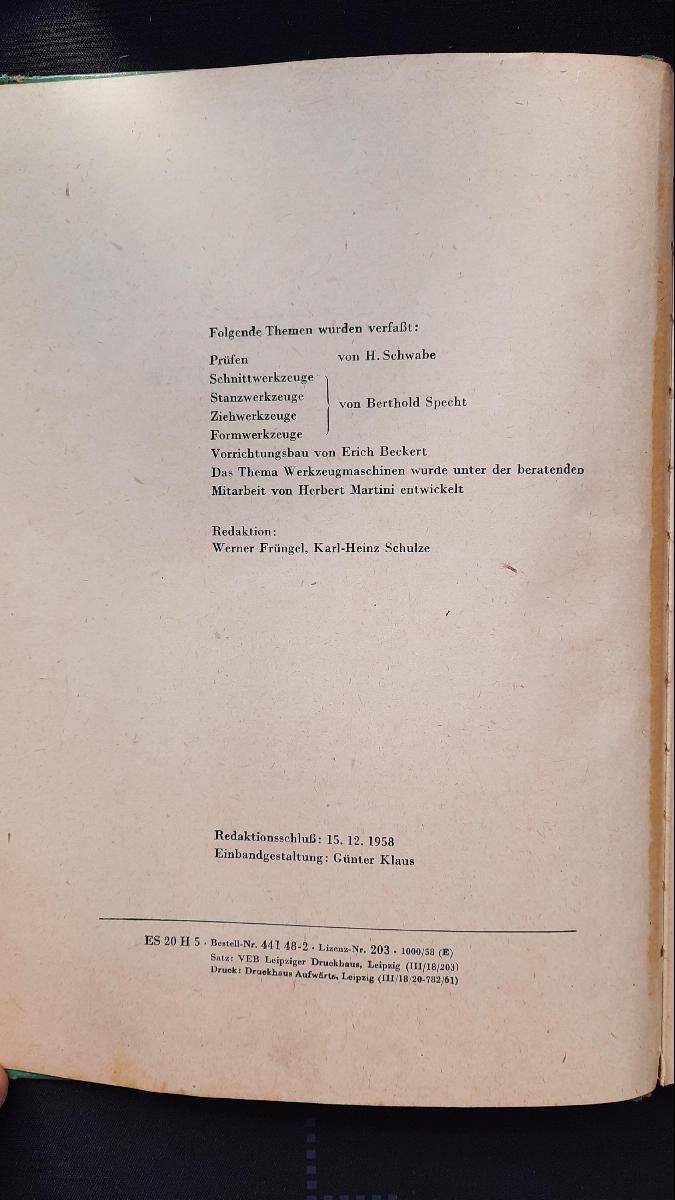 Folgende Themen wurden verfaßt:
Prüfen von H. Schwabe
Schnittwerkzeuge
Stanzwerkzeuge
von Berthold Specht
Ziehwerkzeuge
Formwerkzeuge
Vorrichtungsbau von Erich Beckert
Das Thema Werkzeugmaschinen wurde unter der beratenden
Mitarbeit von Herbert Martini entwickelt
Redaktion:
Werner Früngel, Karl-Heinz Schulze
Redaktionsschluß: 15. 12. 1958
Einbandgestaltung: Günter Klaus
ES 20 H 5 · Bestell-Nr. 441 48-2 · Lizenz-Nr. 203 · 1000/58 (E)
Satz: VEB Leipziger Druckhaus, Leipzig (III/18/203)
Druck: Druckhaus Aufwärts, Leipzig (III/18/20-782/61)